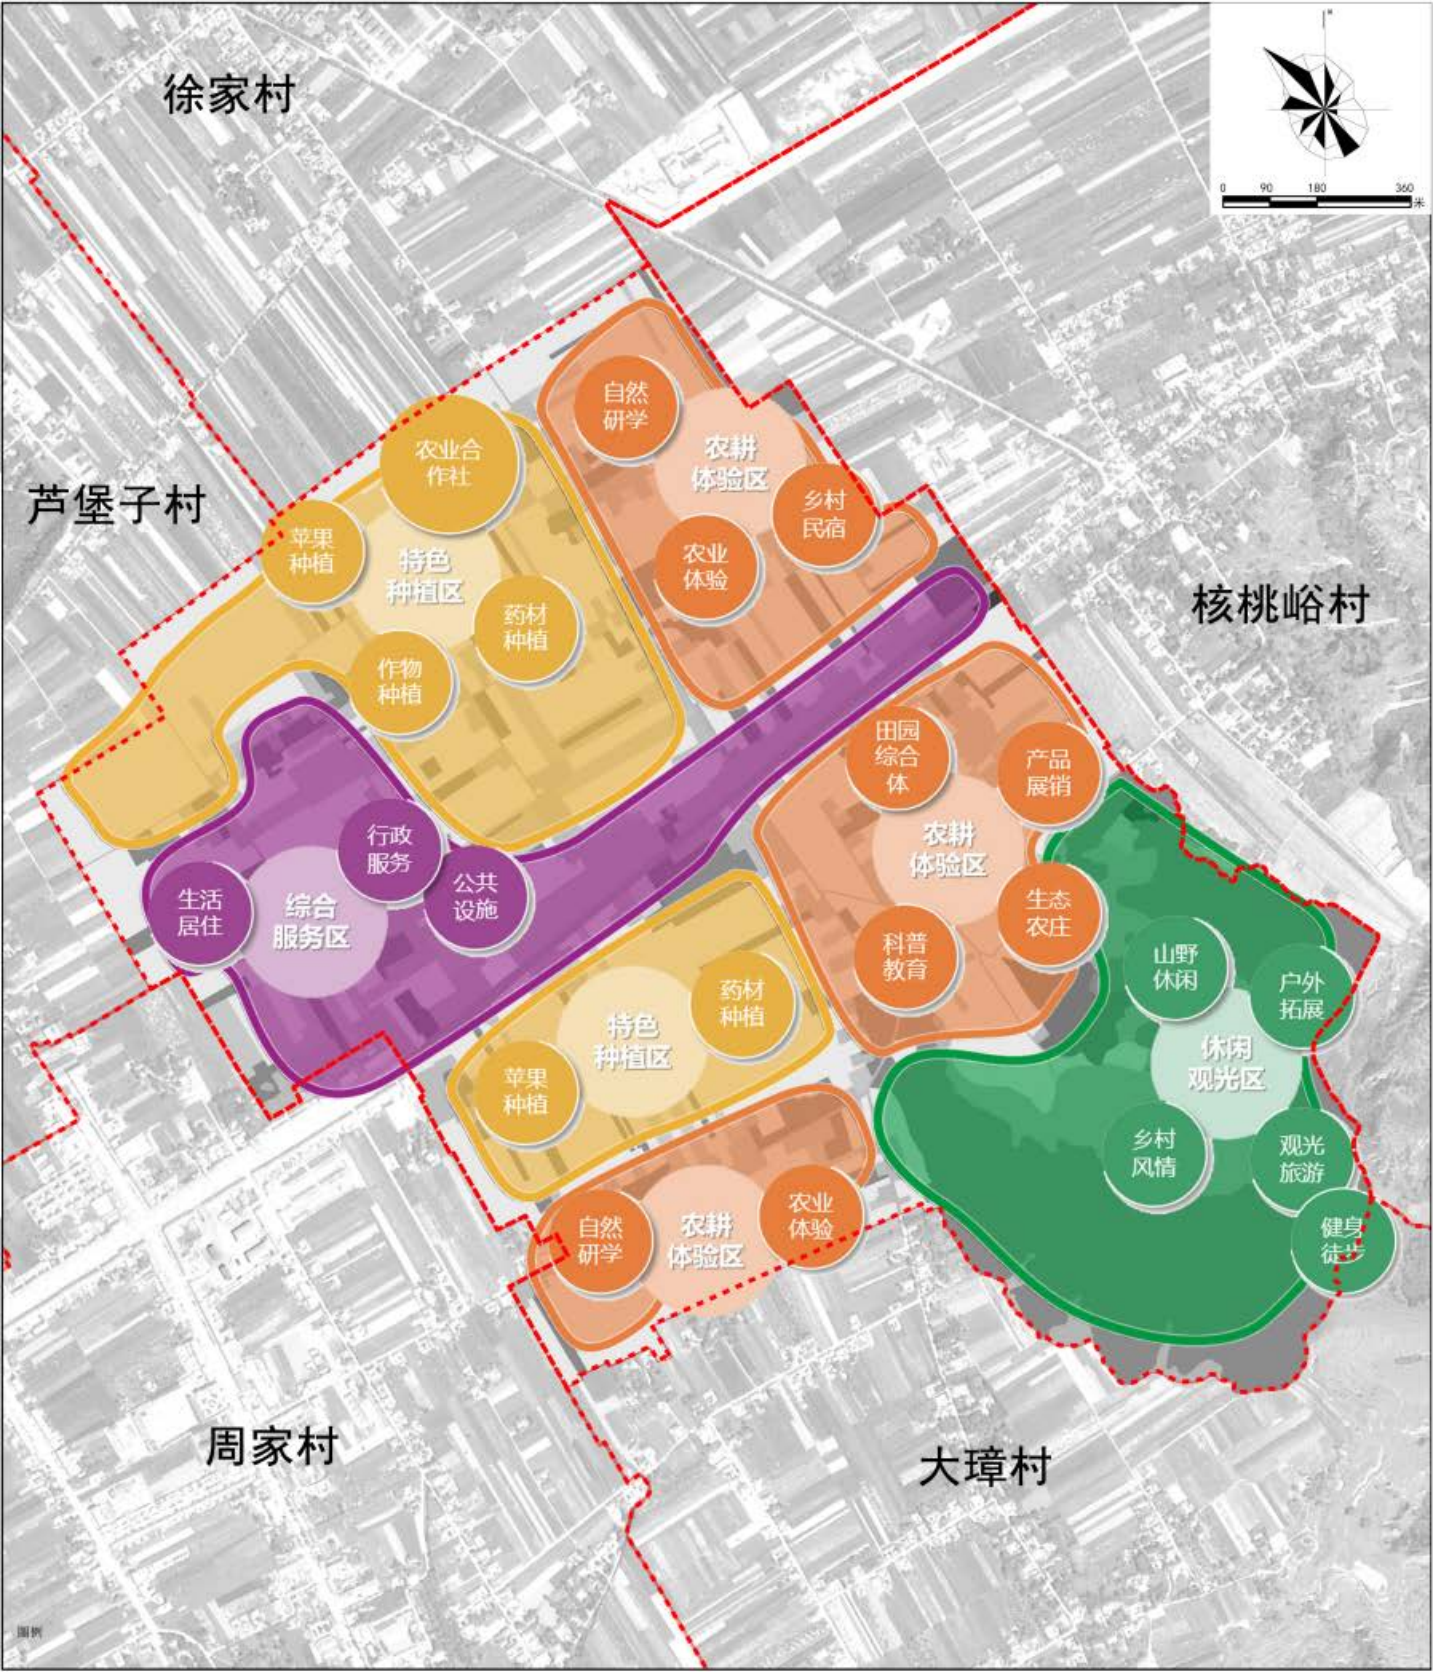 徐家村
0 90 180 360
米
自然
研学
农耕
体验区
乡村
民宿
农业
体验
农业合
作社
苹果
种植
特色
种植区
药材
种植
作物
种植
芦堡子村
核桃峪村
田园
综合
体
产品
展销
农耕
体验区
生态
农庄
科普
教育
行政
服务
公共
设施
生活
居住
综合
服务区
山野
休闲
户外
拓展
休闲
观光区
乡村
风情
观光
旅游
健身
徒步
药材
种植
特色
种植区
苹果
种植
自然
研学
农耕
体验区
农业
体验
周家村
大璋村
圖例